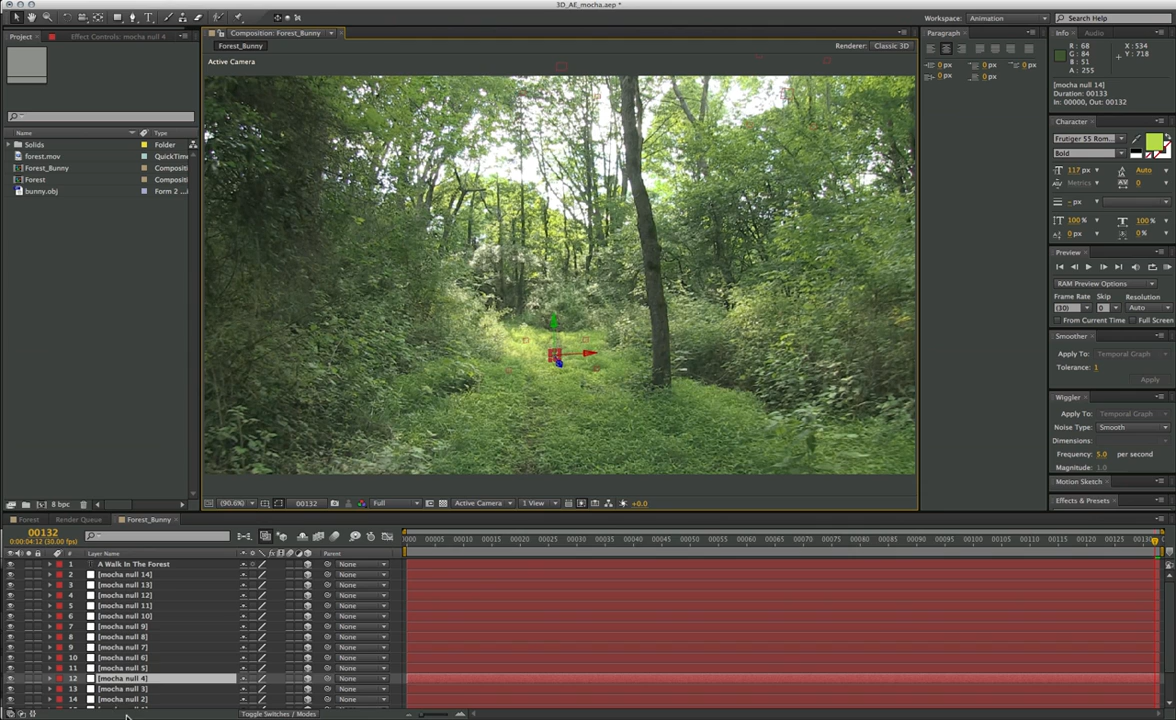 3D_AE_mocha.aep *
Workspace: Animation
Search Help
Project
Effect Controls: mocha null 4
Composition: Forest_Bunny
Forest_Bunny
Renderer: Classic 3D
Active Camera
Name Type
Solids Folder
forest.mov QuickTime
Forest_Bunny Compositi
Forest Compositi
bunny.obj Form 2 ...
8 bpc
(90.6%)
00132
Full
Active Camera
1 View
+0.0
Paragraph
0 px 0 px 0 px
0 px 0 px
Info
Audio
R : 68
G : 84
B : 51
A : 255
X : 534
Y : 718
[mocha null 14]
Duration: 00133
In: 00000, Out: 00132
Character
Frutiger 55 Rom...
Bold
117 px Auto
Metrics 0
- px
100 % 100 %
0 px 0 %
Preview
RAM Preview Options
Frame Rate Skip Resolution
(30) (0) Auto
From Current Time Full Screen
Smoother
Apply To: Temporal Graph
Tolerance: 1
Apply
Wiggler
Apply To: Temporal Graph
Noise Type: Smooth
Dimensions:
Frequency: 5.0 per second
Magnitude: 1.0
Motion Sketch
Effects & Presets
Forest
Render Queue
Forest_Bunny
00132
0:00:04:12 (30.00 fps)
# Layer Name Parent
0000 00005 00010 00015 00020 00025 00030 00035 00040 00045 00050 00055 00060 00065 00070 00075 00080 00085 00090 00095 00100 00105 00110 00115 00120 00125 00130
1 A Walk In The Forest None
2 [mocha null 14] None
3 [mocha null 13] None
4 [mocha null 12] None
5 [mocha null 11] None
6 [mocha null 10] None
7 [mocha null 9] None
8 [mocha null 8] None
9 [mocha null 7] None
10 [mocha null 6] None
11 [mocha null 5] None
12 [mocha null 4] None
13 [mocha null 3] None
14 [mocha null 2] None
Toggle Switches / Modes